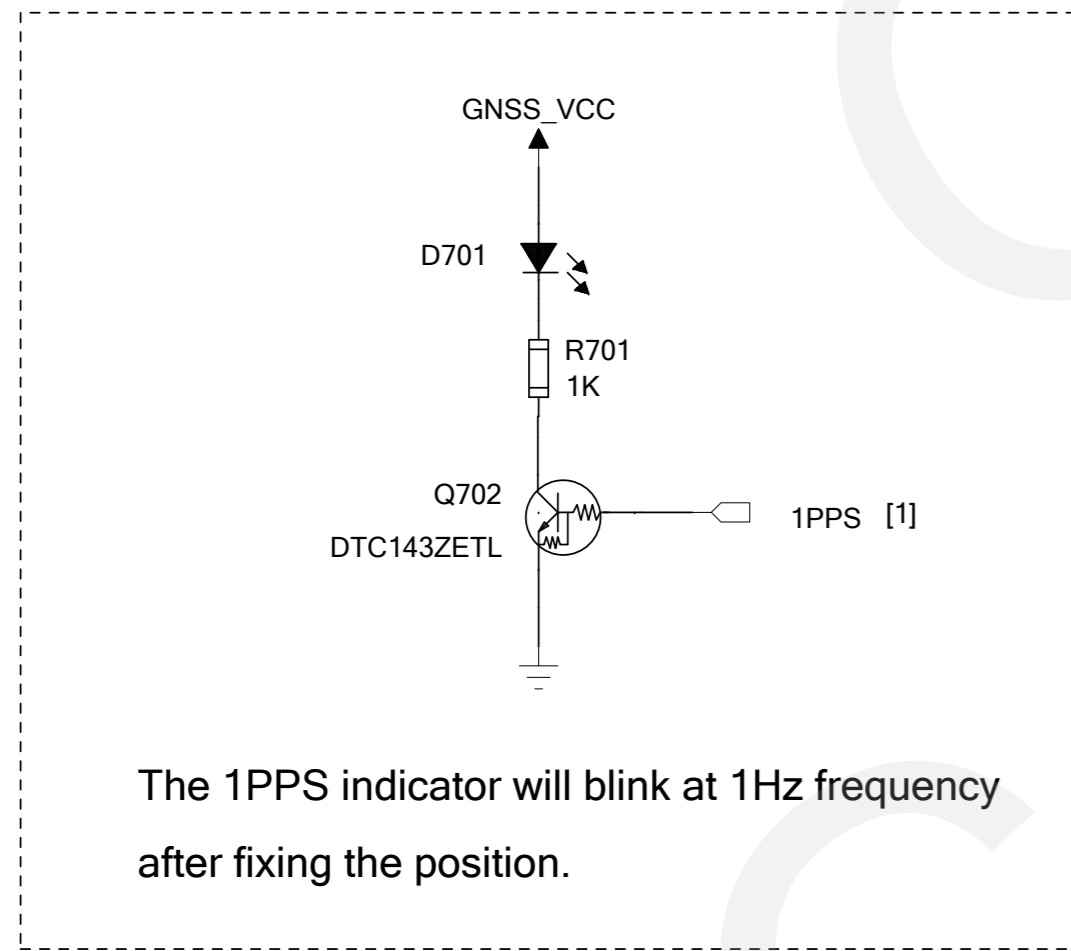 GNSS_VCC
D701
R701
1K
Q702
DTC143ZETL
1PPS [1]
The 1PPS indicator will blink at 1Hz frequency
after fixing the position.